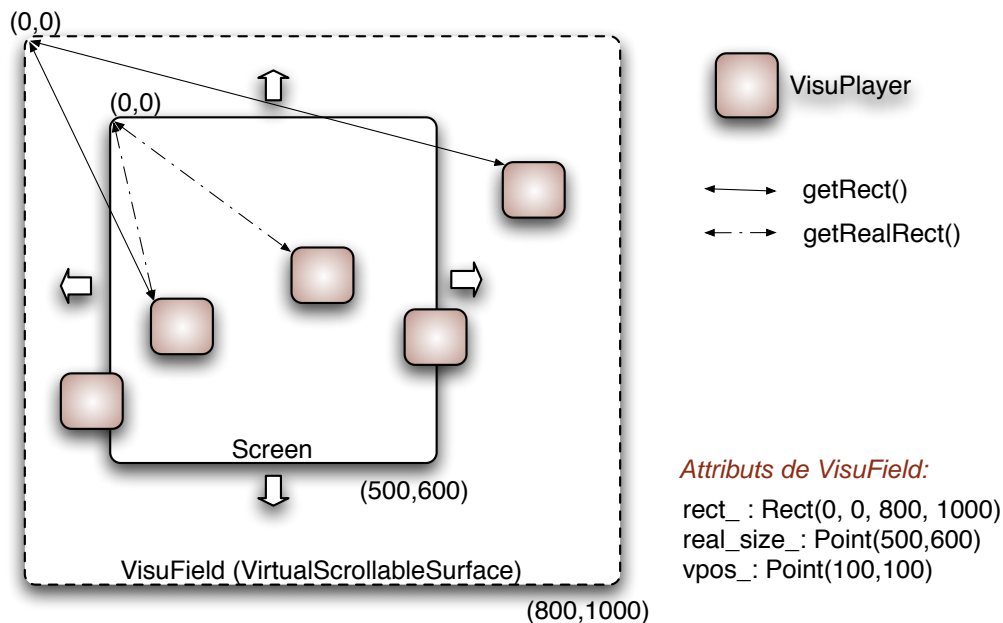 (0,0)
(0,0)
VisuPlayer
getRect()
getRealRect()
Screen
(500,600)
VisuField (VirtualScrollableSurface)
(800,1000)
Attributs de VisuField:
rect_ : Rect(0, 0, 800, 1000)
real_size_: Point(500,600)
vpos_: Point(100,100)